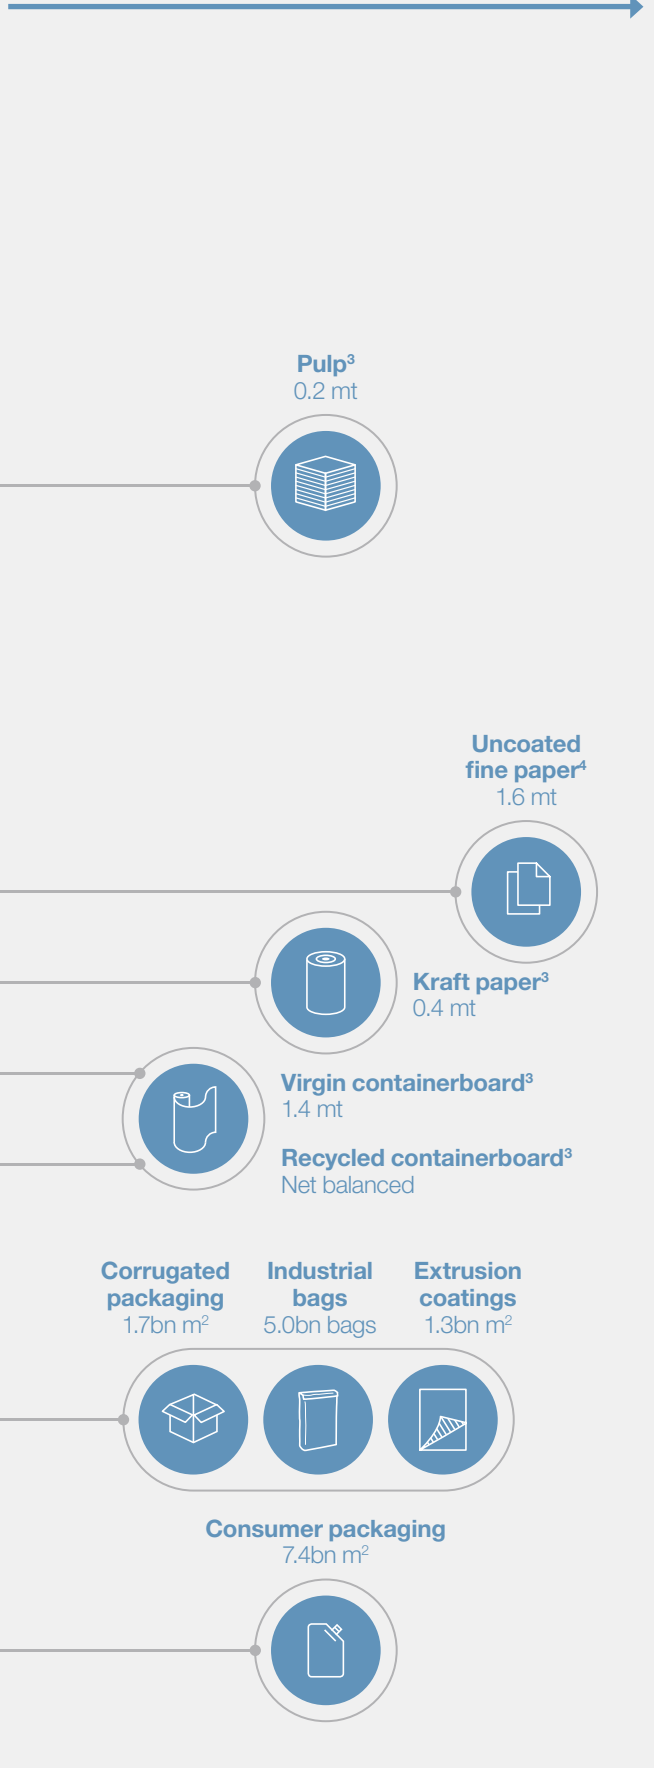 Pulp³
0.2 mt
Uncoated
fine paper⁴
1.6 mt
Kraft paper³
0.4 mt
Virgin containerboard³
1.4 mt
Recycled containerboard³
Net balanced
Corrugated
packaging
1.7bn m²
Industrial
bags
5.0bn bags
Extrusion
coatings
1.3bn m²
Consumer packaging
7.4bn m²